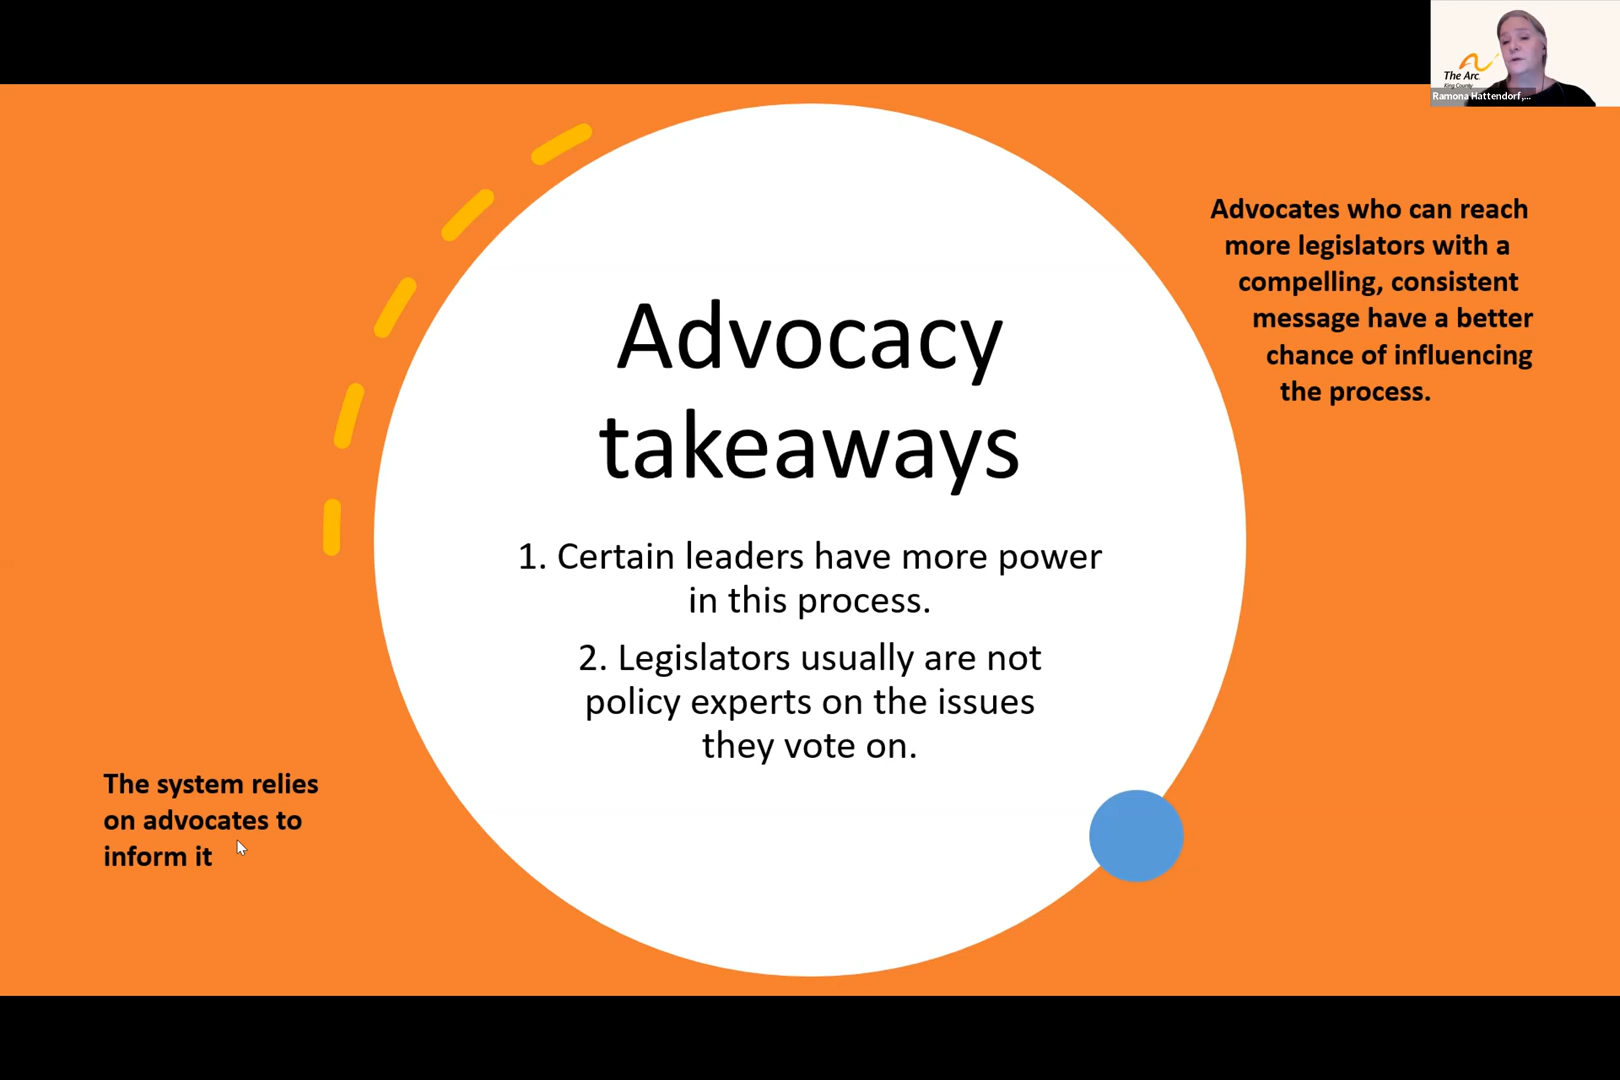 The Arc
King County
Ramona Hattendorf,...
Advocates who can reach
more legislators with a
compelling, consistent
message have a better
chance of influencing
the process.
Advocacy
takeaways
1. Certain leaders have more power
in this process.
2. Legislators usually are not
policy experts on the issues
they vote on.
The system relies
on advocates to
inform it